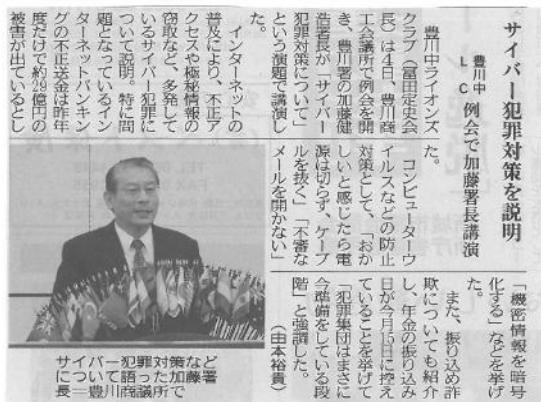 サイバー犯罪対策を説明
豊川中
LC
例会で加藤署長講演
豊川中ライオンズ
クラブ(冨田定史会
長)は4日、豊川商
工会議所で例会を開
き、豊川署の加藤健
浩署長が「サイバー
犯罪対策について」
という演題で講演し
た。
インターネットの
普及により、不正ア
クセスや極秘情報の
窃取など、多発して
いるサイバー犯罪に
ついて説明。特に問
題となっているイン
ターネットバンキン
グの不正送金は昨年
度だけで約29億円の
被害が出ているとし
た。
コンピューターウ
イルスなどの防止
対策として、「おか
しいと感じたら電
源は切らず、ケーブ
ルを抜く」「不審な
メールを開かない」
「機密情報を暗号
化する」などを挙げ
た。
また、振り込め詐
欺についても紹介
し、年金の振り込み
日が今月15日に控え
ていることを挙げて
「犯罪集団はまさに
今準備をしている段
階」と強調した。
(由本裕貴)
サイバー犯罪対策など
について語った加藤署
長=豊川商議所で